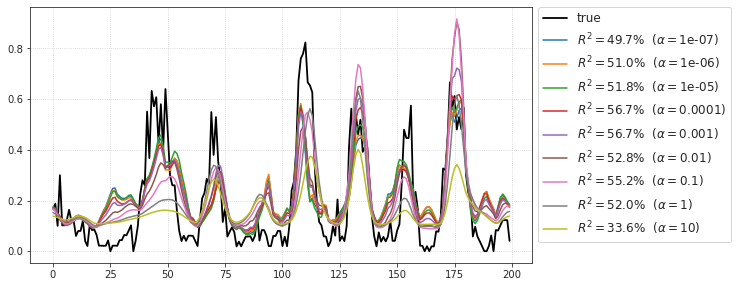 0.8
0.6
0.4
0.2
0.0
0 25 50 75 100 125 150 175 200
true
R² = 49.7% (α = 1e-07)
R² = 51.0% (α = 1e-06)
R² = 51.8% (α = 1e-05)
R² = 56.7% (α = 0.0001)
R² = 56.7% (α = 0.001)
R² = 52.8% (α = 0.01)
R² = 55.2% (α = 0.1)
R² = 52.0% (α = 1)
R² = 33.6% (α = 10)